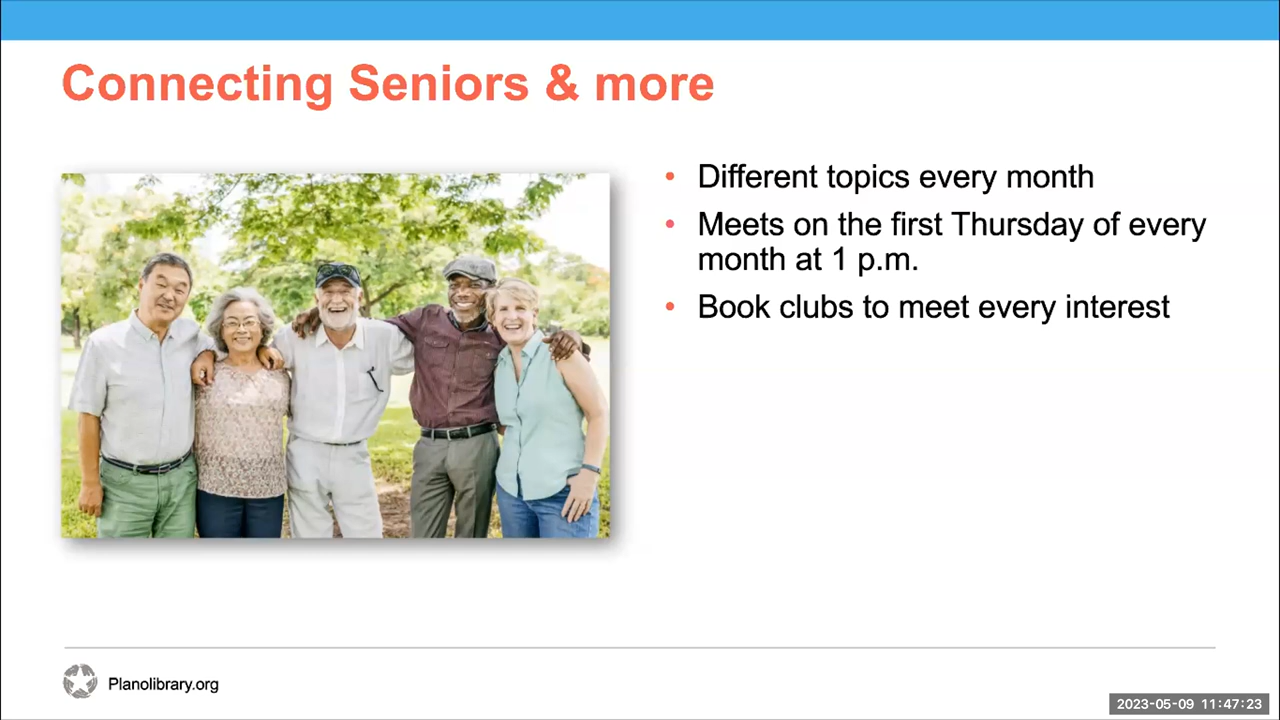 Connecting Seniors & more
• Different topics every month
• Meets on the first Thursday of every
month at 1 p.m.
• Book clubs to meet every interest
Planolibrary.org
2023-05-09 11:47:23